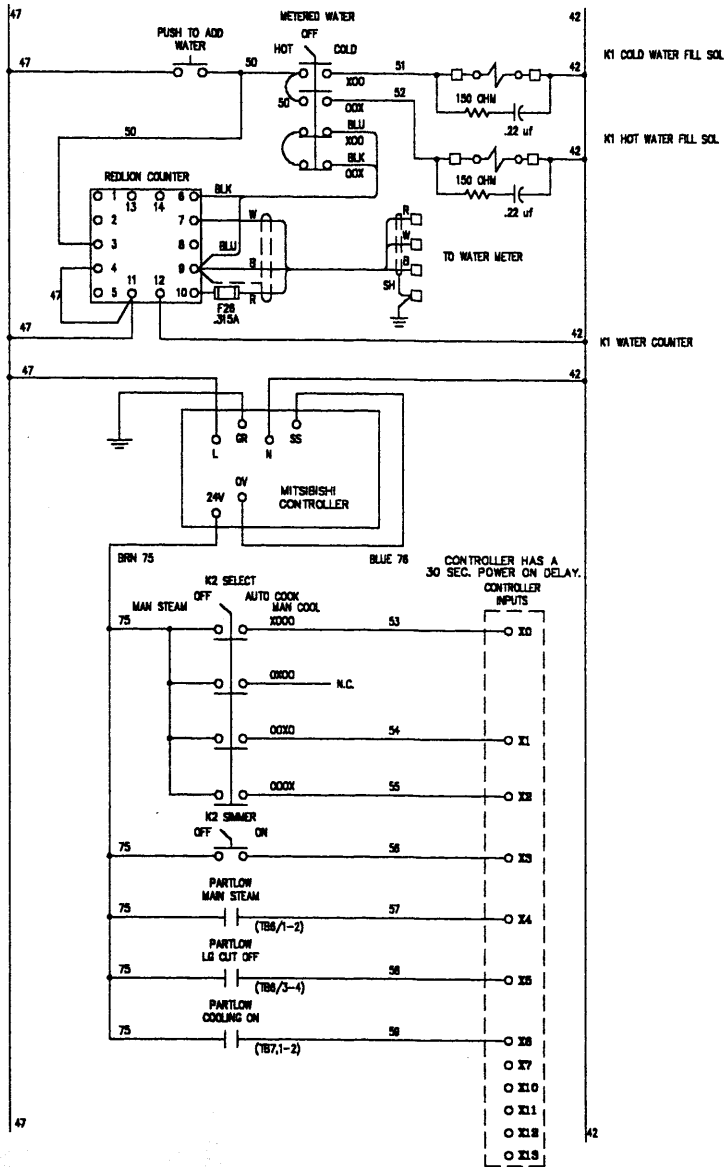 47
METERED WATER
42
PUSH TO ADD
WATER
OFF
HOT
COLD
47
50
51
42
K1 COLD WATER FILL SOL
XOO
150 OHM
.22 uf
50
52
OOX
50
BLU
XOO
BLK
OOX
42
K1 HOT WATER FILL SOL
150 OHM
.22 uf
REDLION COUNTER
1
13
14
6
BLK
2
7
W
R
3
8
BLU
W
TO WATER METER
4
9
B
B
47
11
12
SH
5
10
R
F26
.315A
47
42
K1 WATER COUNTER
47
42
GR
SS
L
N
24V
0V
MITSIBISHI
CONTROLLER
BRN 75
BLUE 76
CONTROLLER HAS A
30 SEC. POWER ON DELAY.
CONTROLLER
INPUTS
K2 SELECT
OFF
AUTO COOK
MAN STEAM
MAN COOL
75
XOOO
53
X0
OXOO
N.C.
OOXO
54
X1
OOOX
55
X2
K2 SIMMER
OFF
ON
75
56
X3
PARTLOW
MAIN STEAM
75
57
X4
(TB6/1-2)
PARTLOW
LG CUT OFF
75
58
X5
(TB6/3-4)
PARTLOW
COOLING ON
75
59
X6
(TB7,1-2)
X7
X10
X11
X12
X13
47
42